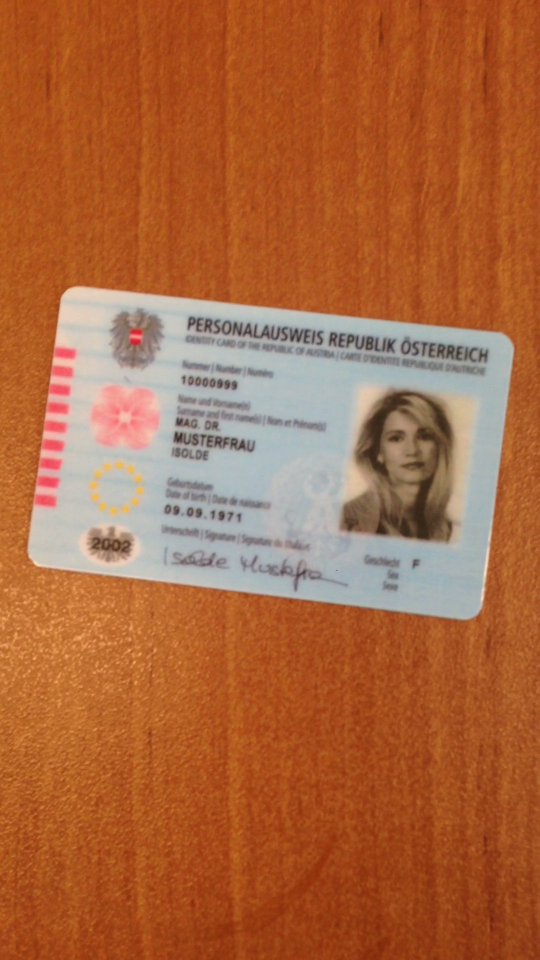 PERSONALAUSWEIS REPUBLIK ÖSTERREICH
IDENTITY CARD OF THE REPUBLIC OF AUSTRIA | CARTE D'IDENTITÉ RÉPUBLIQUE D'AUTRICHE
Nummer | Number | Numéro
10000999
Name und Vorname(n)
Surname and first name(s) | Nom et Prénom(s)
MAG. DR.
MUSTERFRAU
ISOLDE
Geburtsdatum
Date of birth | Date de naissance
09.09.1971
Unterschrift | Signature | Signature du titulaire
Isolde Musterfrau
Geschlecht F
Sex
Sexe
2002